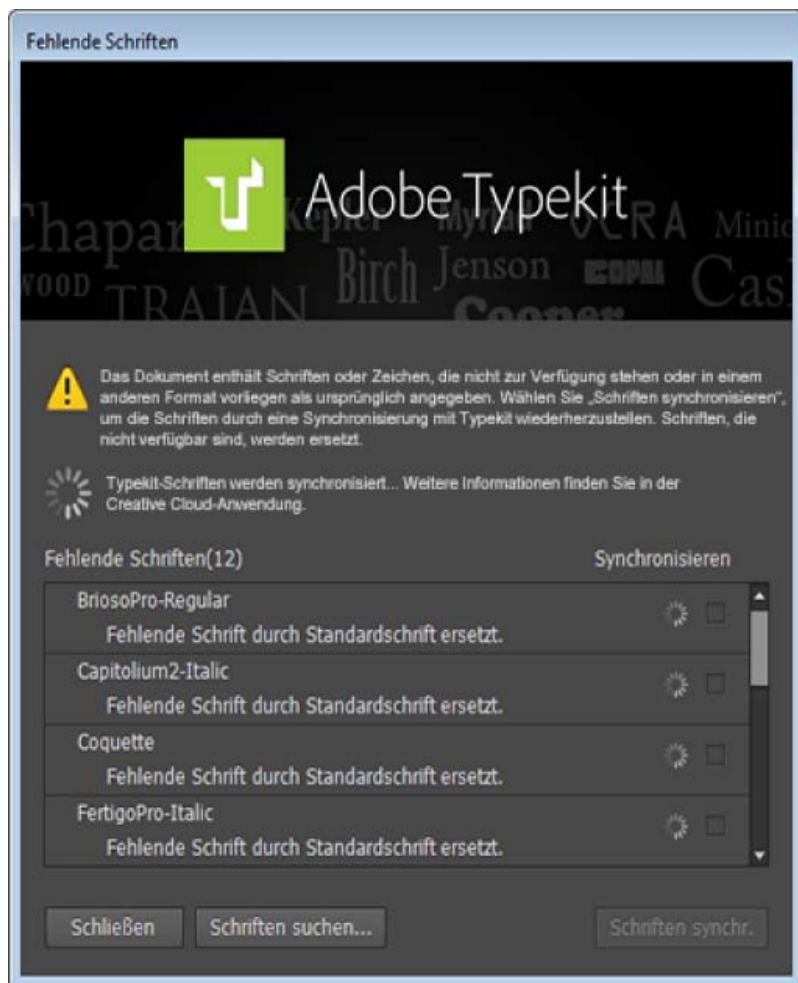 Fehlende Schriften
Adobe Typekit
Chapar
Kepler
Myriad
OCRA
Minio
WOOD
TRAJAN
Birch
Jenson
COPAL
Cas
Cooper
Das Dokument enthält Schriften oder Zeichen, die nicht zur Verfügung stehen oder in einem
anderen Format vorliegen als ursprünglich angegeben. Wählen Sie „Schriften synchronisieren“,
um die Schriften durch eine Synchronisierung mit Typekit wiederherzustellen. Schriften, die
nicht verfügbar sind, werden ersetzt.
Typekit-Schriften werden synchronisiert... Weitere Informationen finden Sie in der
Creative Cloud-Anwendung.
Fehlende Schriften(12) Synchronisieren
BriosoPro-Regular
Fehlende Schrift durch Standardschrift ersetzt.
Capitolium2-Italic
Fehlende Schrift durch Standardschrift ersetzt.
Coquette
Fehlende Schrift durch Standardschrift ersetzt.
FertigoPro-Italic
Fehlende Schrift durch Standardschrift ersetzt.
Schließen Schriften suchen... Schriften synchr.